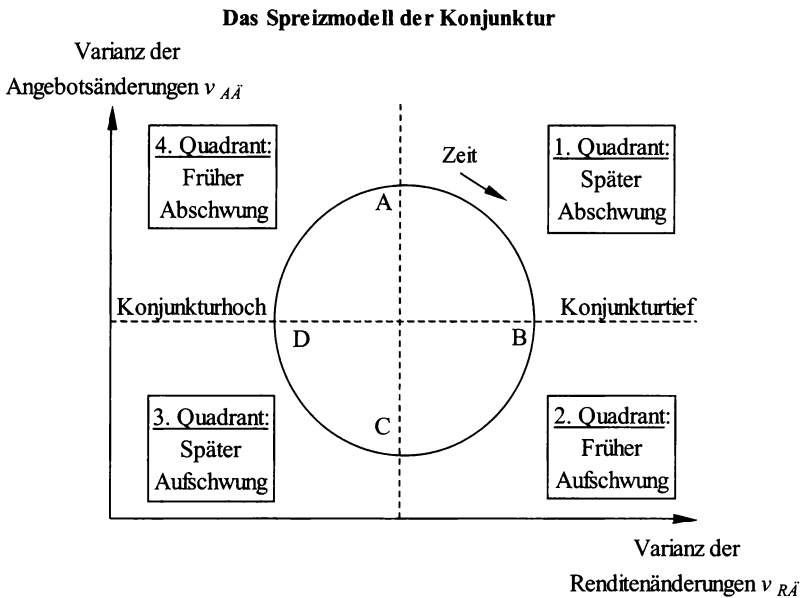 Das Spreizmodell der Konjunktur
Varianz der
Angebotsänderungen v AÄ
4. Quadrant:
Früher
Abschwung
Zeit
1. Quadrant:
Später
Abschwung
A
Konjunkturhoch
Konjunkturtief
D
B
C
3. Quadrant:
Später
Aufschwung
2. Quadrant:
Früher
Aufschwung
Varianz der
Renditenänderungen v RÄ